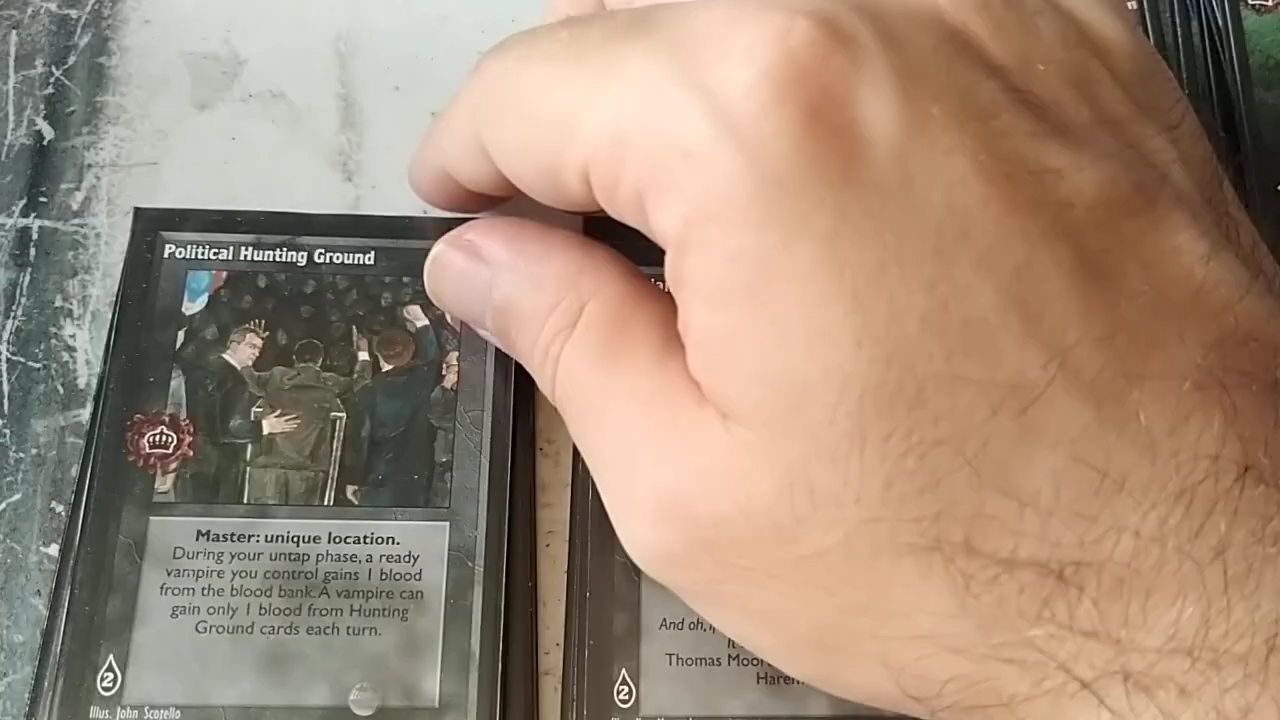 Political Hunting Ground
Master: unique location.
During your untap phase, a ready
vampire you control gains 1 blood
from the blood bank. A vampire can
gain only 1 blood from Hunting
Ground cards each turn.
2
Illus. John Scotello
And oh, if
Thomas
2